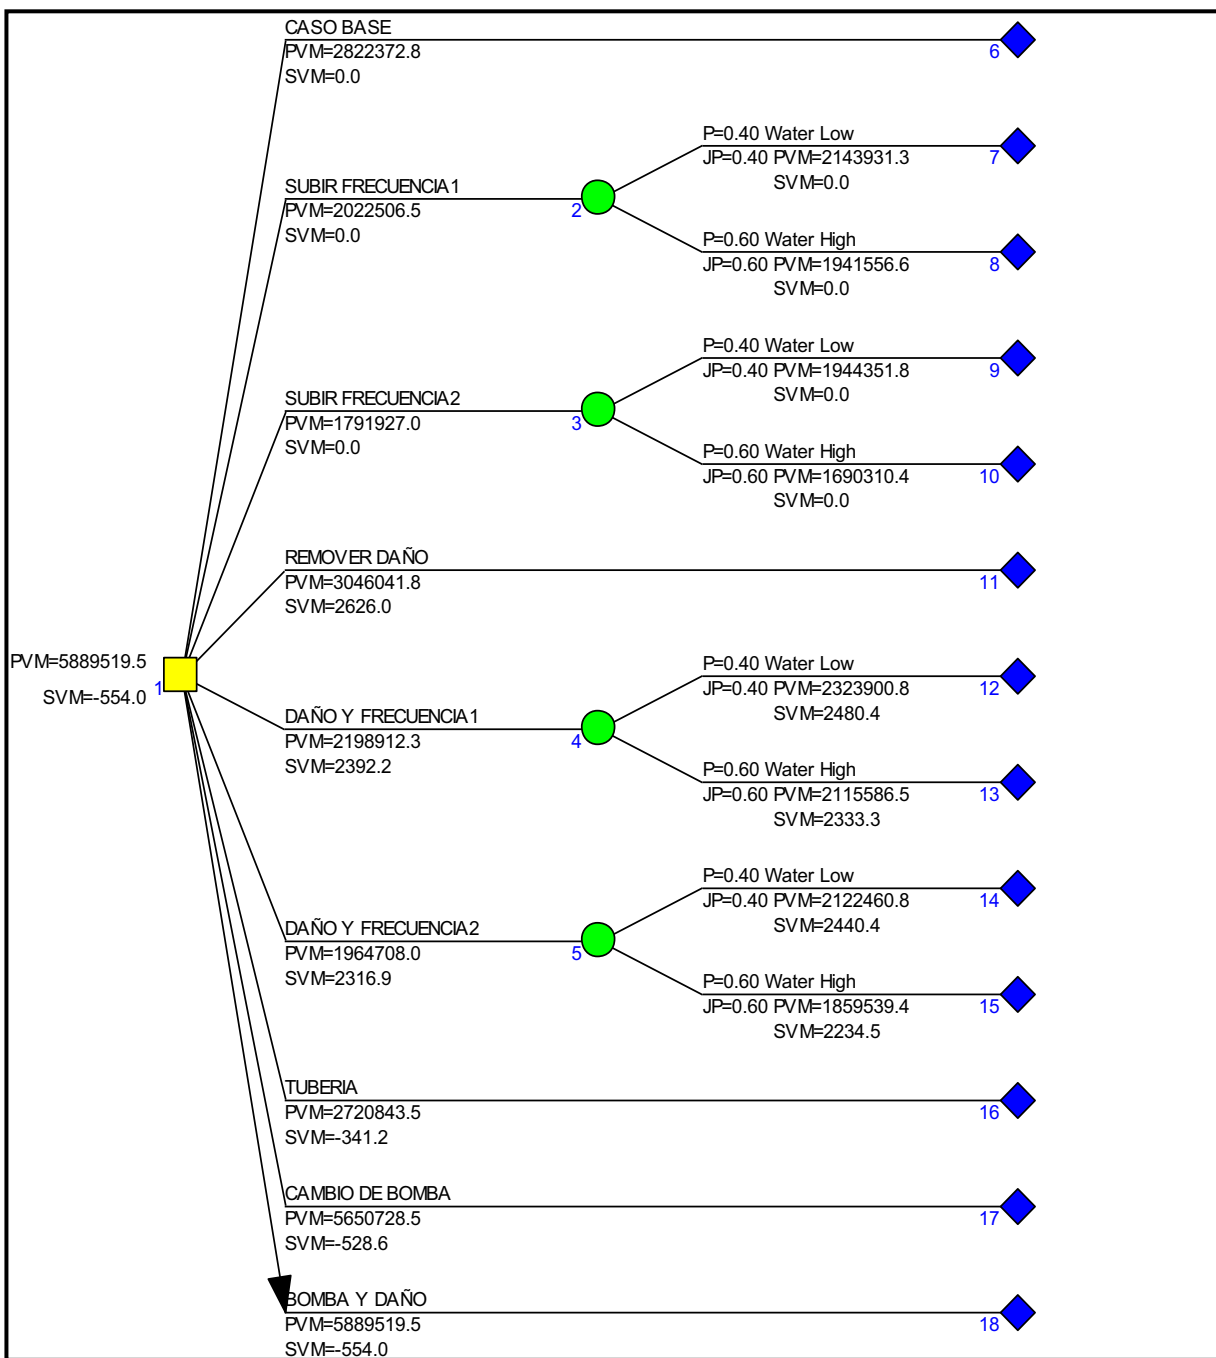 CASO BASE
PVM=2822372.8
SVM=0.0
6
P=0.40 Water Low
JP=0.40 PVM=2143931.3
SVM=0.0
7
SUBIR FRECUENCIA1
PVM=2022506.5
SVM=0.0
2
P=0.60 Water High
JP=0.60 PVM=1941556.6
SVM=0.0
8
P=0.40 Water Low
JP=0.40 PVM=1944351.8
SVM=0.0
9
SUBIR FRECUENCIA2
PVM=1791927.0
SVM=0.0
3
P=0.60 Water High
JP=0.60 PVM=1690310.4
SVM=0.0
10
REMOVER DAÑO
PVM=3046041.8
SVM=2626.0
11
PVM=5889519.5
SVM=-554.0
1
P=0.40 Water Low
JP=0.40 PVM=2323900.8
SVM=2480.4
12
DAÑO Y FRECUENCIA1
PVM=2198912.3
SVM=2392.2
4
P=0.60 Water High
JP=0.60 PVM=2115586.5
SVM=2333.3
13
P=0.40 Water Low
JP=0.40 PVM=2122460.8
SVM=2440.4
14
DAÑO Y FRECUENCIA2
PVM=1964708.0
SVM=2316.9
5
P=0.60 Water High
JP=0.60 PVM=1859539.4
SVM=2234.5
15
TUBERIA
PVM=2720843.5
SVM=-341.2
16
CAMBIO DE BOMBA
PVM=5650728.5
SVM=-528.6
17
BOMBA Y DAÑO
PVM=5889519.5
SVM=-554.0
18